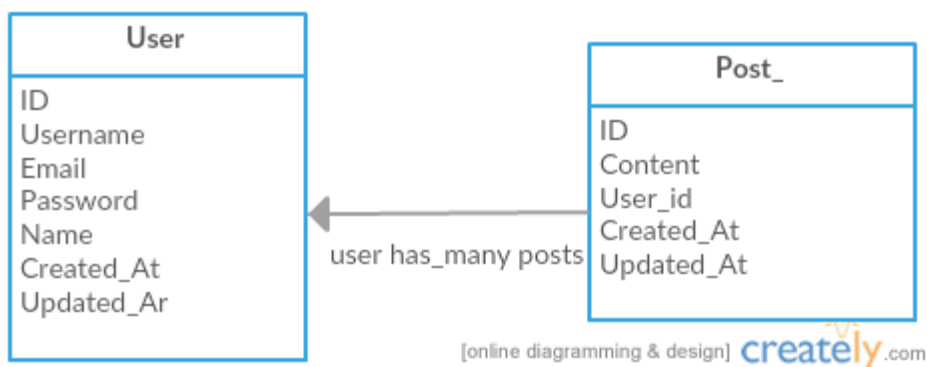 User
ID
Username
Email
Password
Name
Created_At
Updated_Ar
user has_many posts
Post_
ID
Content
User_id
Created_At
Updated_At
[online diagramming & design] creately.com